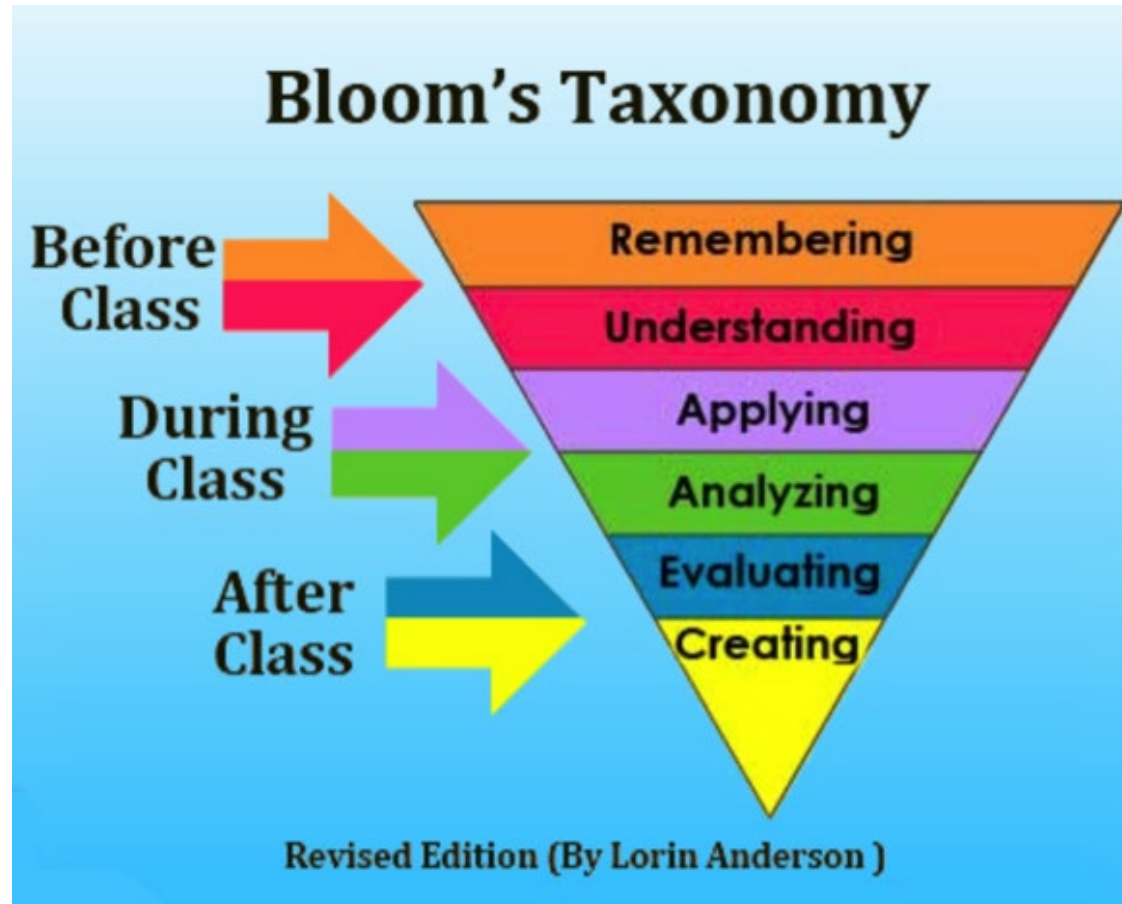 Bloom's Taxonomy
Before
Class
During
Class
After
Class
Remembering
Understanding
Applying
Analyzing
Evaluating
Creating
Revised Edition (By Lorin Anderson )